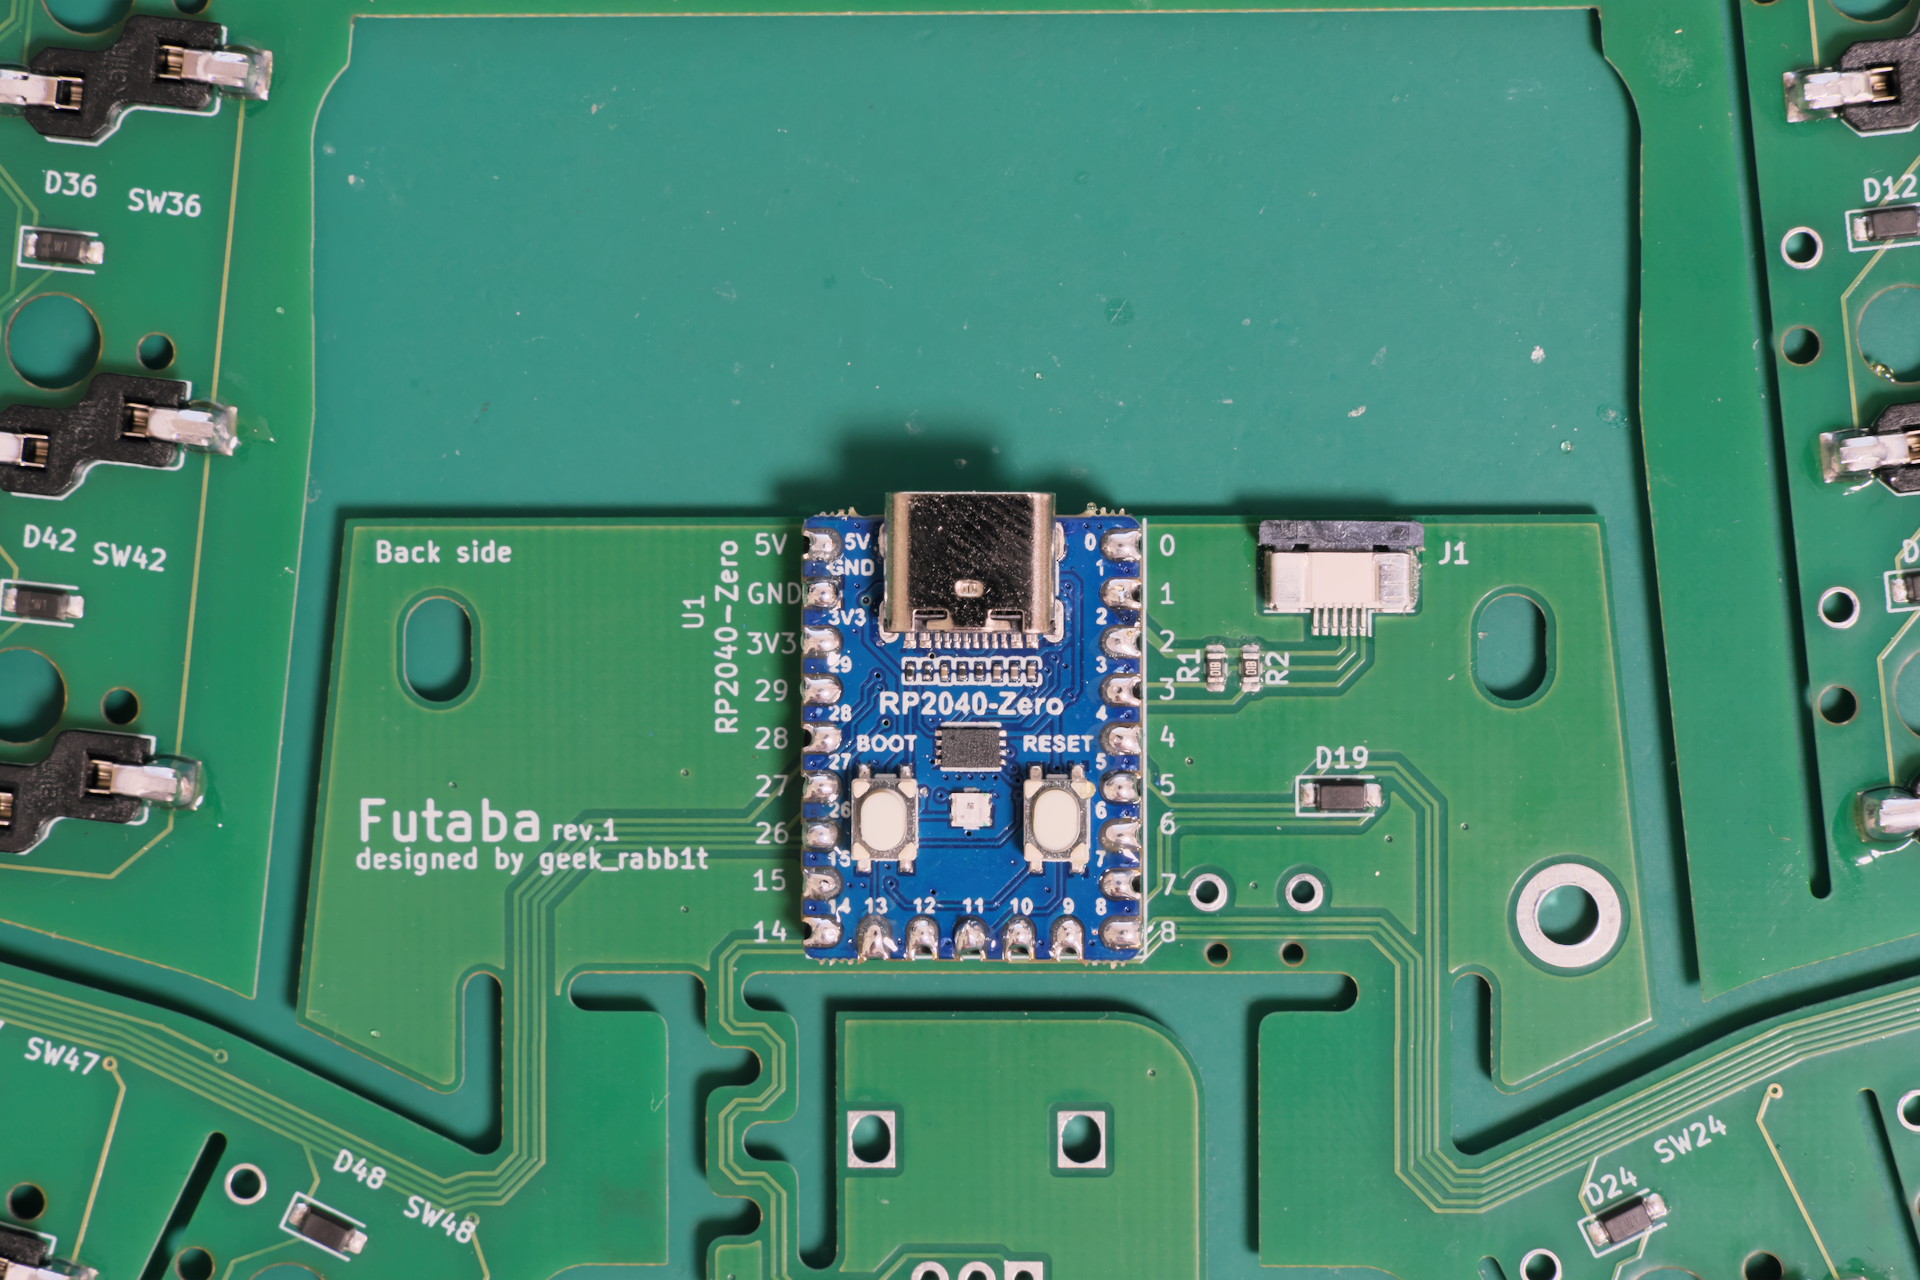 D36
SW36
D12
D42
SW42
Back side
J1
U1
RP2040-Zero
5V
GND
3V3
29
28
27
26
15
14
5V
GND
3V3
29
28
27
26
15
14
13
12
11
10
9
8
0
1
2
3
4
5
6
7
0
1
2
3
4
5
6
7
8
RP2040-Zero
BOOT
RESET
R1
R2
D19
Futaba rev.1
designed by geek_rabb1t
SW47
D48
SW48
SW24
D24